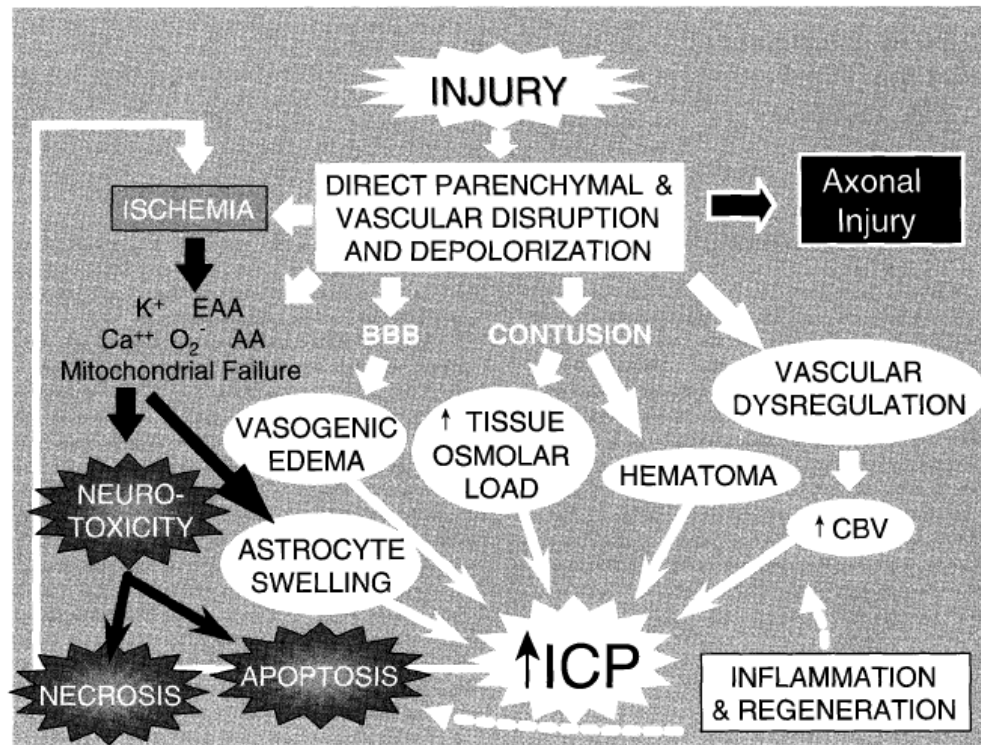 INJURY
DIRECT PARENCHYMAL &
VASCULAR DISRUPTION
AND DEPOLORIZATION
Axonal
Injury
ISCHEMIA
K⁺ EAA
Ca⁺⁺ O₂⁻ AA
Mitochondrial Failure
BBB
CONTUSION
VASCULAR
DYSREGULATION
VASOGENIC
EDEMA
↑ TISSUE
OSMOLAR
LOAD
HEMATOMA
NEURO-
TOXICITY
ASTROCYTE
SWELLING
↑ CBV
↑ICP
NECROSIS
APOPTOSIS
INFLAMMATION
& REGENERATION